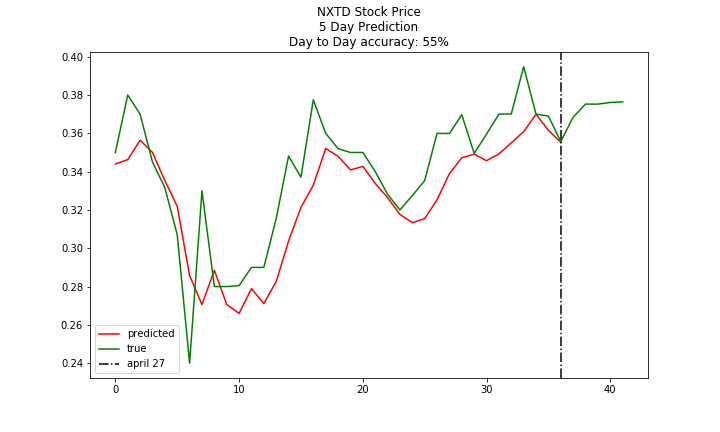 NXTD Stock Price
5 Day Prediction
Day to Day accuracy: 55%
0.40
0.38
0.36
0.34
0.32
0.30
0.28
0.26
0.24
predicted
true
april 27
0 10 20 30 40